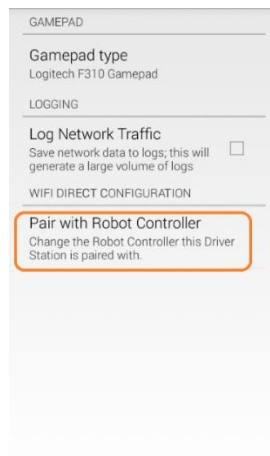 GAMEPAD
Gamepad type
Logitech F310 Gamepad
LOGGING
Log Network Traffic
Save network data to logs; this will
generate a large volume of logs
WIFI DIRECT CONFIGURATION
Pair with Robot Controller
Change the Robot Controller this Driver
Station is paired with.